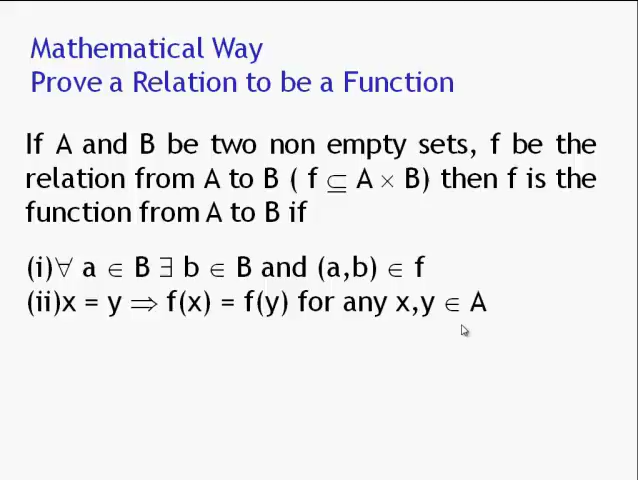 Mathematical Way
Prove a Relation to be a Function
If A and B be two non empty sets, f be the
relation from A to B ( f ⊆ A × B) then f is the
function from A to B if
(i)∀ a ∈ B ∃ b ∈ B and (a,b) ∈ f
(ii)x = y ⇒ f(x) = f(y) for any x,y ∈ A